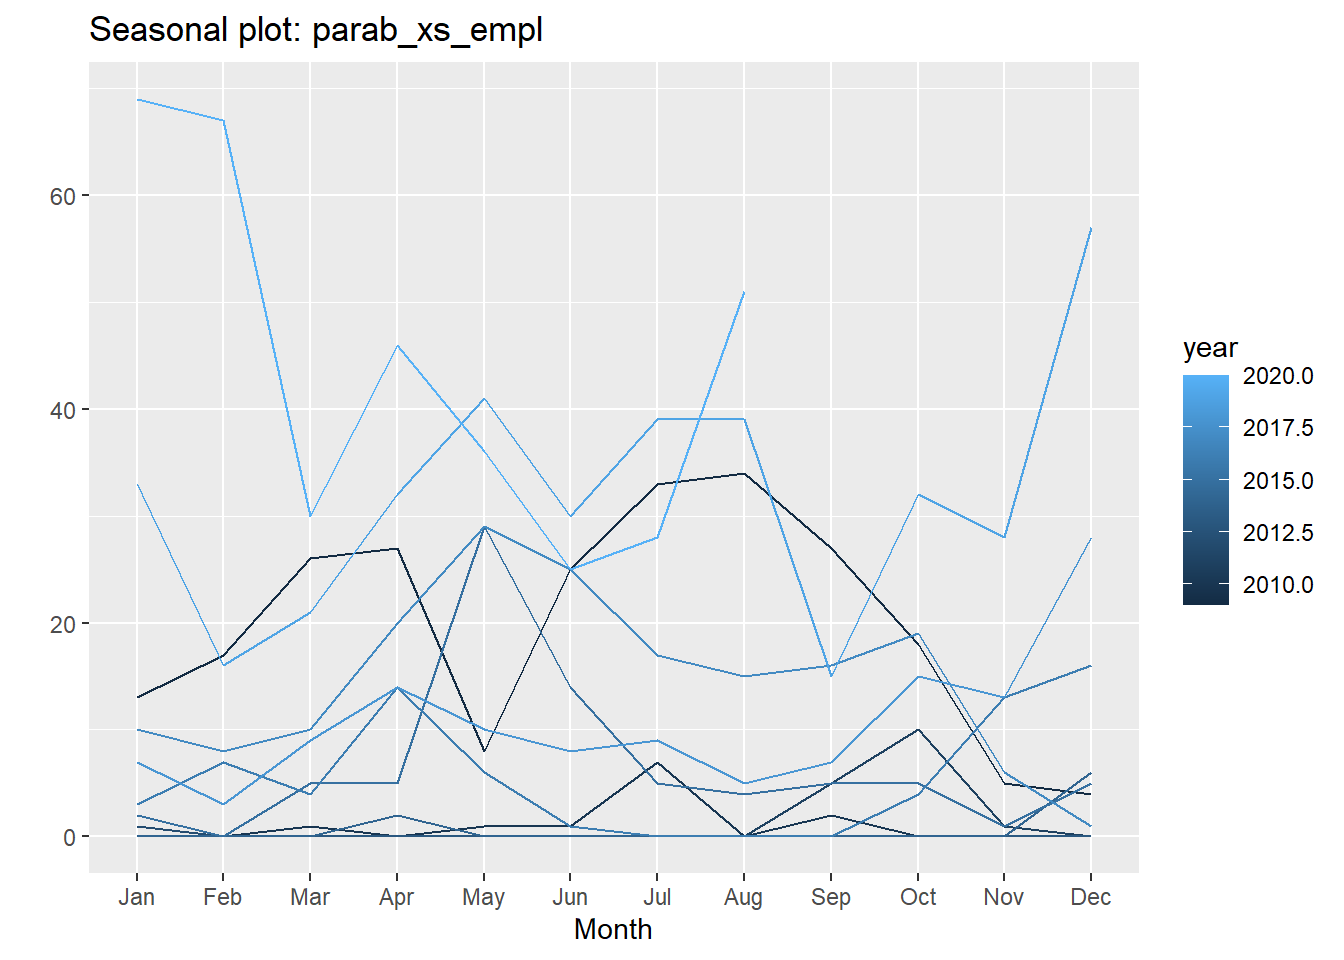 Seasonal plot: parab_xs_empl
60
40
20
0
Jan Feb Mar Apr May Jun Jul Aug Sep Oct Nov Dec
Month
year
2020.0
2017.5
2015.0
2012.5
2010.0